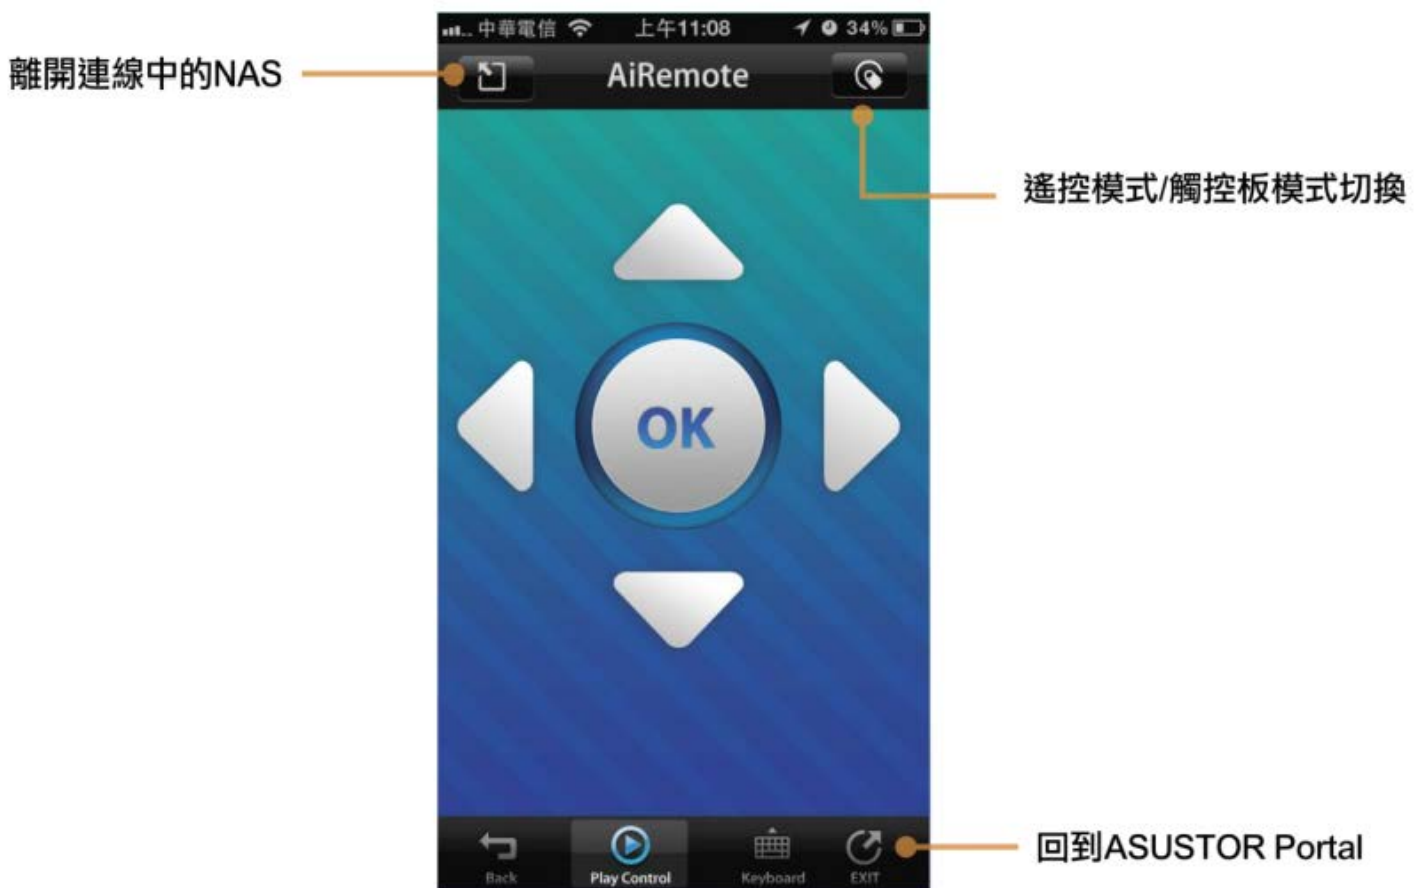 中華電信 上午11:08 34%
離開連線中的NAS
AiRemote
遙控模式/觸控板模式切換
OK
回到ASUSTOR Portal
Back Play Control Keyboard EXIT